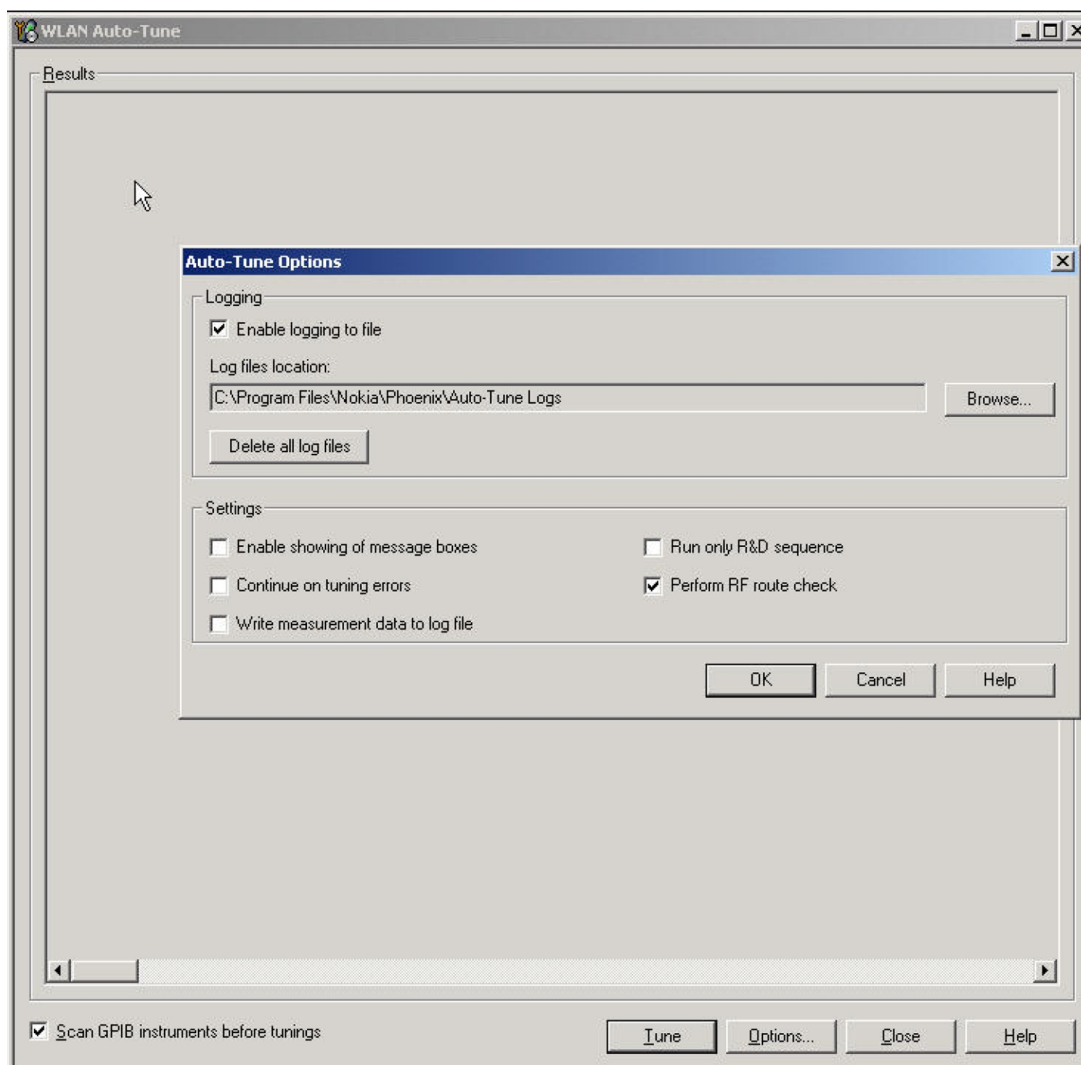 WLAN Auto-Tune
Results
Auto-Tune Options
Logging
Enable logging to file
Log files location:
C:\Program Files\Nokia\Phoenix\Auto-Tune Logs
Browse...
Delete all log files
Settings
Enable showing of message boxes
Run only R&D sequence
Continue on tuning errors
Perform RF route check
Write measurement data to log file
OK
Cancel
Help
Scan GPIB instruments before tunings
Tune
Options...
Close
Help